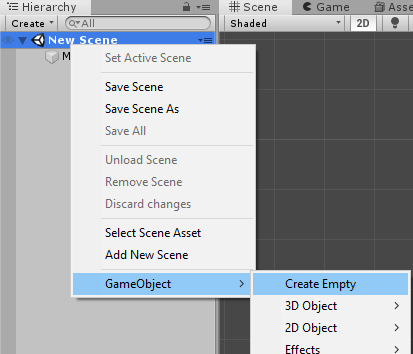 Hierarchy
Scene
Game
Asse
Create
All
Shaded
2D
New Scene
M
Set Active Scene
Save Scene
Save Scene As
Save All
Unload Scene
Remove Scene
Discard changes
Select Scene Asset
Add New Scene
GameObject
Create Empty
3D Object
2D Object
Effects